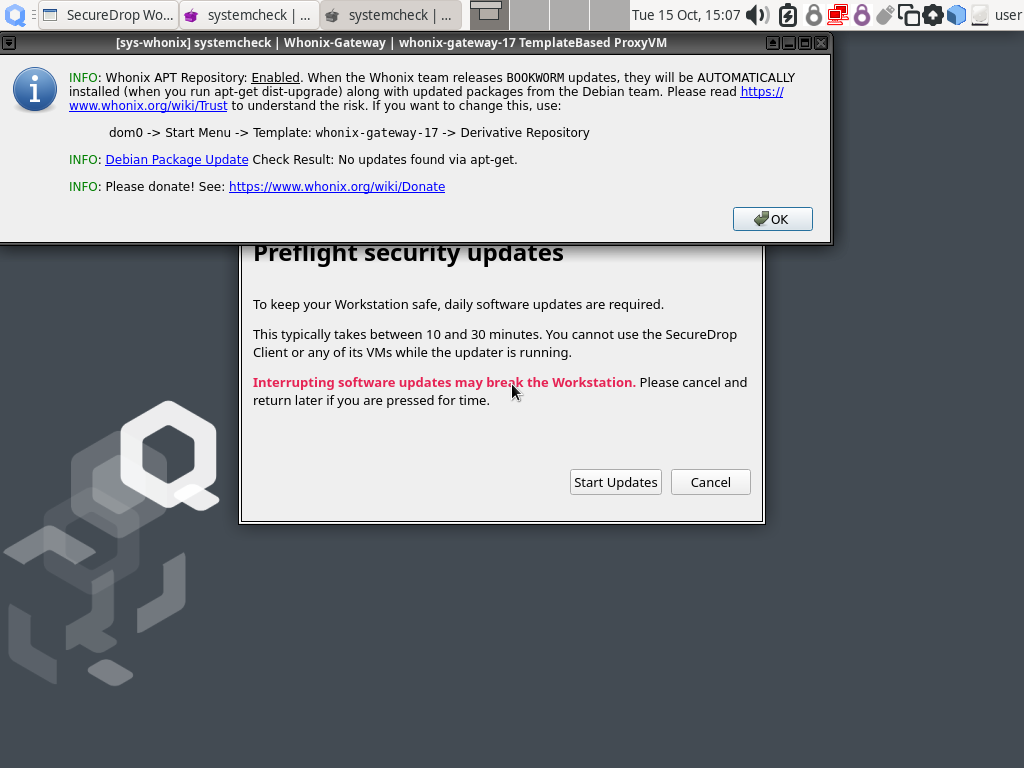 SecureDrop Wo...
systemcheck | ...
systemcheck | ...
Tue 15 Oct, 15:07
user
[sys-whonix] systemcheck | Whonix-Gateway | whonix-gateway-17 TemplateBased ProxyVM
INFO: Whonix APT Repository: Enabled. When the Whonix team releases BOOKWORM updates, they will be AUTOMATICALLY
installed (when you run apt-get dist-upgrade) along with updated packages from the Debian team. Please read https://
www.whonix.org/wiki/Trust to understand the risk. If you want to change this, use:
dom0 -> Start Menu -> Template: whonix-gateway-17 -> Derivative Repository
INFO: Debian Package Update Check Result: No updates found via apt-get.
INFO: Please donate! See: https://www.whonix.org/wiki/Donate
OK
Preflight security updates
To keep your Workstation safe, daily software updates are required.
This typically takes between 10 and 30 minutes. You cannot use the SecureDrop
Client or any of its VMs while the updater is running.
Interrupting software updates may break the Workstation. Please cancel and
return later if you are pressed for time.
Start Updates
Cancel